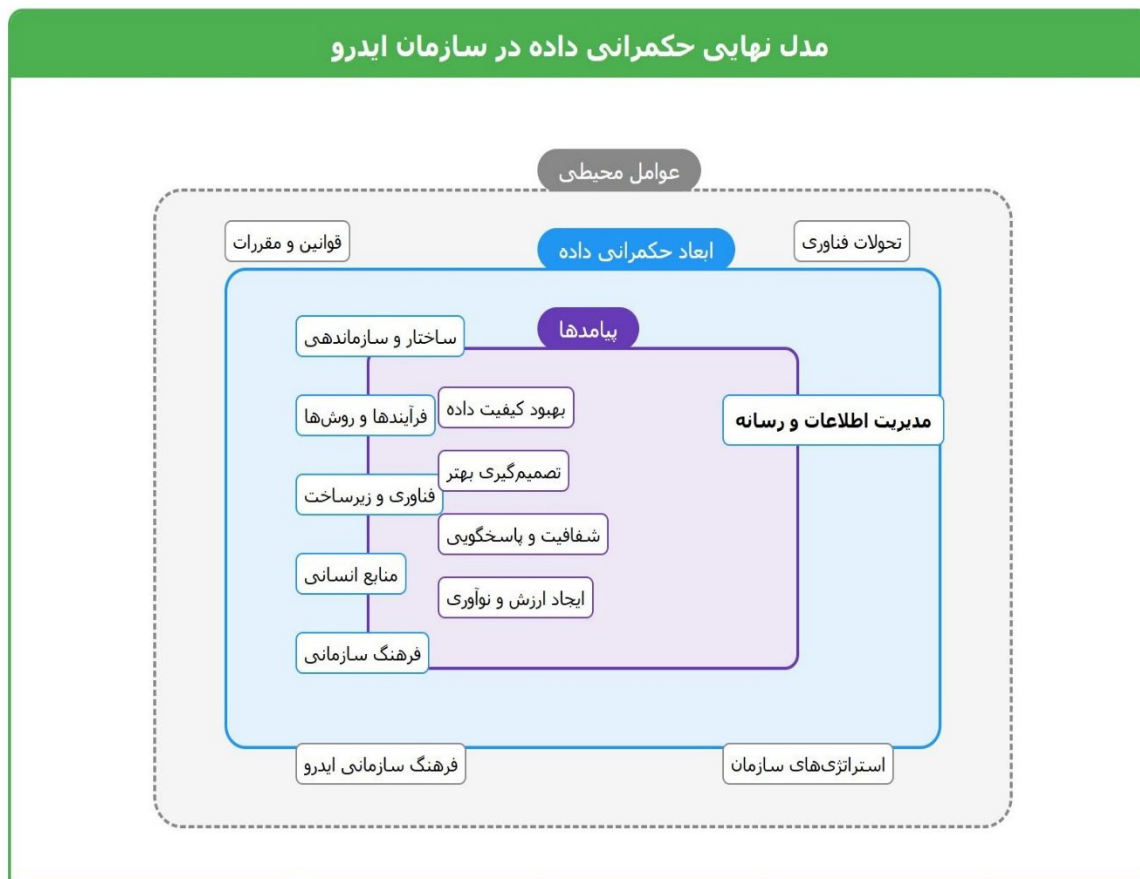 مدل نهایی حکمرانی داده در سازمان ایدرو
عوامل محیطی
تحولات فناوری
قوانین و مقررات
ابعاد حکمرانی داده
پیامدها
ساختار و سازماندهی
مدیریت اطلاعات و رسانه
بهبود کیفیت داده
فرآیندها و روش‌ها
تصمیم‌گیری بهتر
فناوری و زیرساخت
شفافیت و پاسخگویی
منابع انسانی
ایجاد ارزش و نوآوری
فرهنگ سازمانی
استراتژی‌های سازمان
فرهنگ سازمانی ایدرو